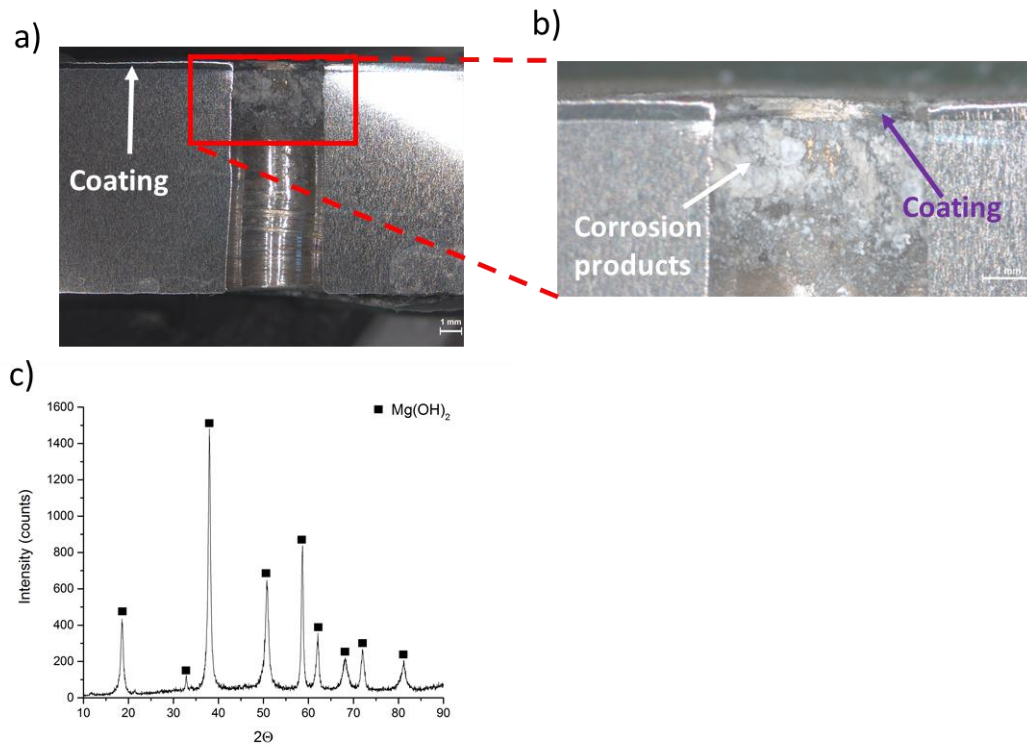 a)
Coating
1 mm
b)
Corrosion
products
Coating
1 mm
c)
Mg(OH)2
Intensity (counts)
1600
1400
1200
1000
800
600
400
200
0
10 20 30 40 50 60 70 80 90
2Θ